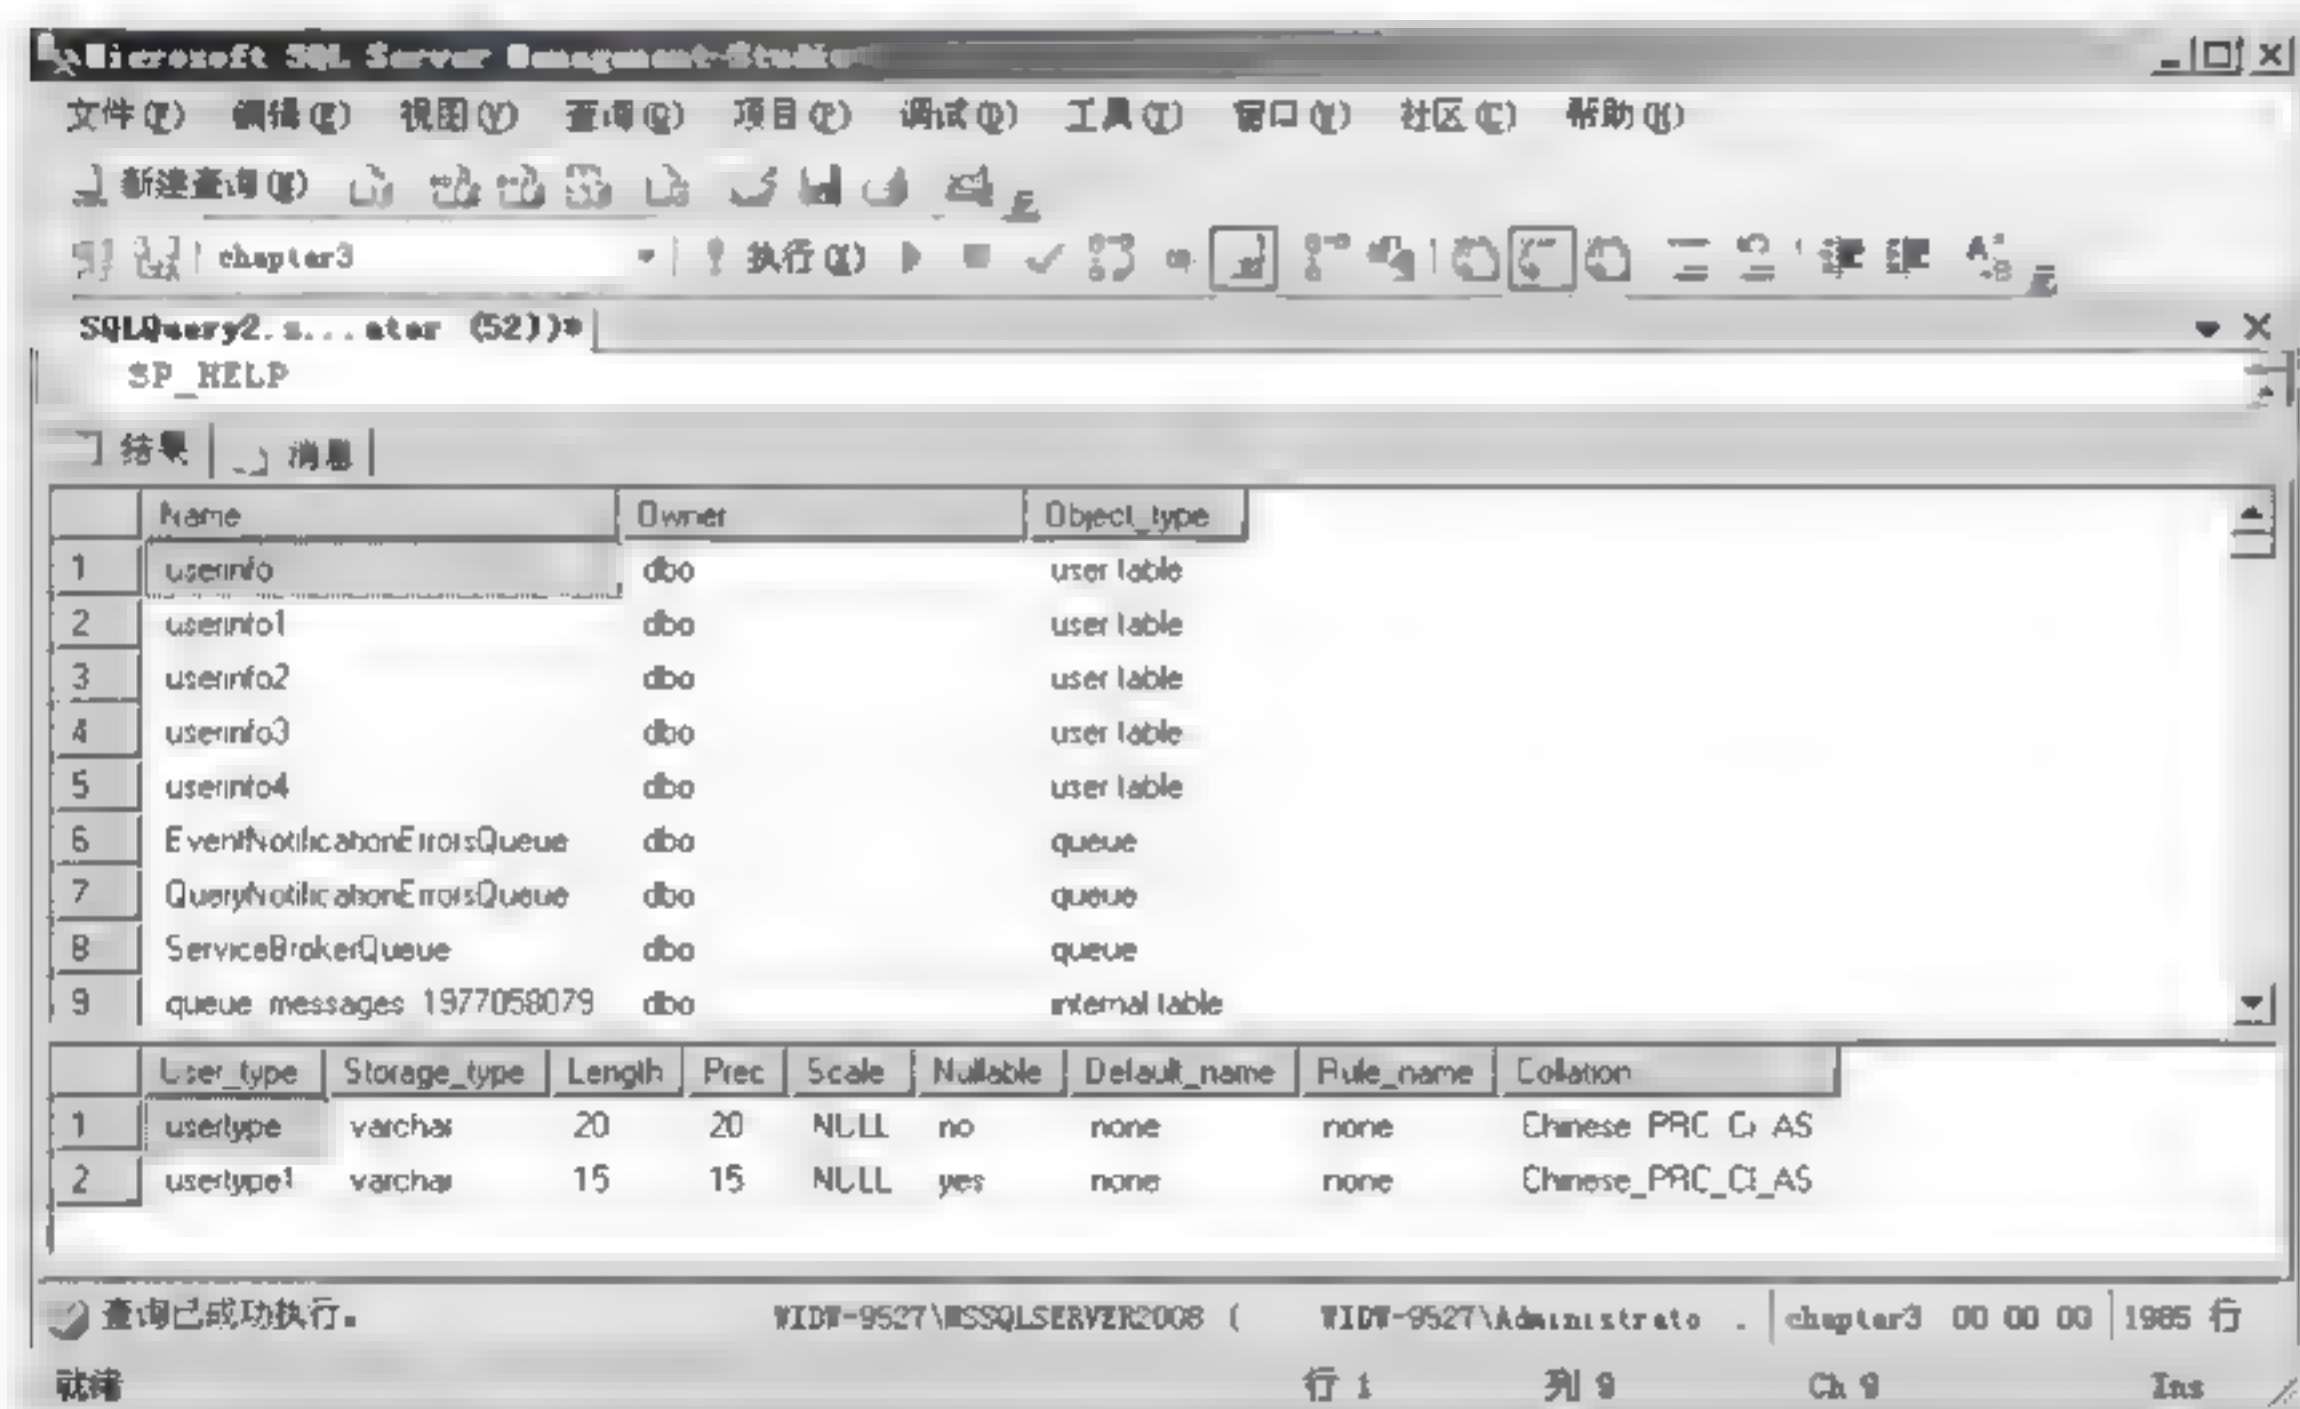 Microsoft SQL Server Management Studio
文件(F) 编辑(E) 视图(V) 查询(Q) 项目(P) 调试(D) 工具(T) 窗口(W) 社区(C) 帮助(H)
新建查询(N)
chapter3 执行(X)
SQLQuery2.s...ator (52))*
SP_HELP
结果 消息
Name Owner Object_type
1 userinfo dbo user table
2 userinfo1 dbo user table
3 userinfo2 dbo user table
4 userinfo3 dbo user table
5 userinfo4 dbo user table
6 EventNotificationErrorsQueue dbo queue
7 QueryNotificationErrorsQueue dbo queue
8 ServiceBrokerQueue dbo queue
9 queue_messages_1977058079 dbo internal table
User_type Storage_type Length Prec Scale Nullable Default_name Rule_name Collation
1 usertype varchar 20 20 NULL no none none Chinese_PRC_CI_AS
2 usertype1 varchar 15 15 NULL yes none none Chinese_PRC_CI_AS
查询已成功执行。 WIDW-9527\MSSQLSERVER2008 ( WIDW-9527\Administrato . chapter3 00 00 00 1985 行
就绪 行 1 列 9 Ch 9 Ins